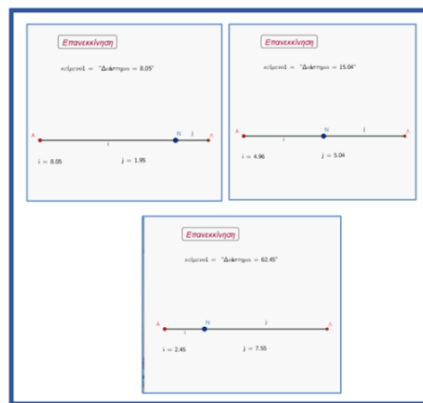 Επανεκκίνηση
κείμενο1 = "Διάστημα = 8.05"
A N Λ
i j
i = 8.05 j = 1.95
Επανεκκίνηση
κείμενο1 = "Διάστημα = 15.04"
A N Λ
i j
i = 4.96 j = 5.04
Επανεκκίνηση
κείμενο1 = "Διάστημα = 62.45"
A N Λ
i j
i = 2.45 j = 7.55